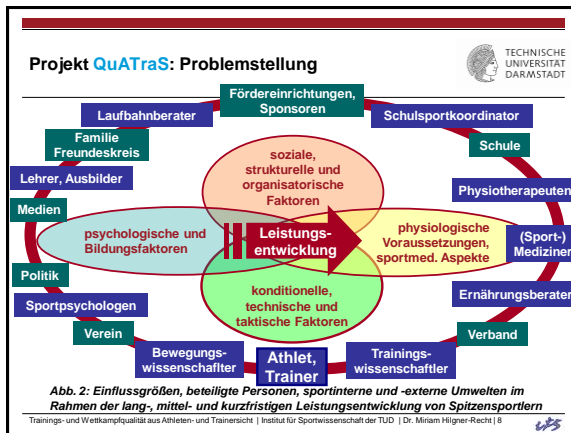 Projekt QuATraS: Problemstellung
TECHNISCHE
UNIVERSITÄT
DARMSTADT
Fördereinrichtungen,
Sponsoren
Laufbahnberater
Schulsportkoordinator
Familie
Freundeskreis
Schule
Lehrer, Ausbilder
Physiotherapeuten
Medien
(Sport-)
Mediziner
Politik
Ernährungsberater
Sportpsychologen
Verein
Verband
Bewegungs-
wissenschaftler
Athlet,
Trainer
Trainings-
wissenschaftler
soziale,
strukturelle und
organisatorische
Faktoren
psychologische und
Bildungsfaktoren
Leistungs-
entwicklung
physiologische
Voraussetzungen,
sportmed. Aspekte
konditionelle,
technische und
taktische Faktoren
Abb. 2: Einflussgrößen, beteiligte Personen, sportinterne und -externe Umwelten im
Rahmen der lang-, mittel- und kurzfristigen Leistungsentwicklung von Spitzensportlern
Trainings- und Wettkampfqualität aus Athleten- und Trainersicht | Institut für Sportwissenschaft der TUD | Dr. Miriam Hilgner-Recht | 8